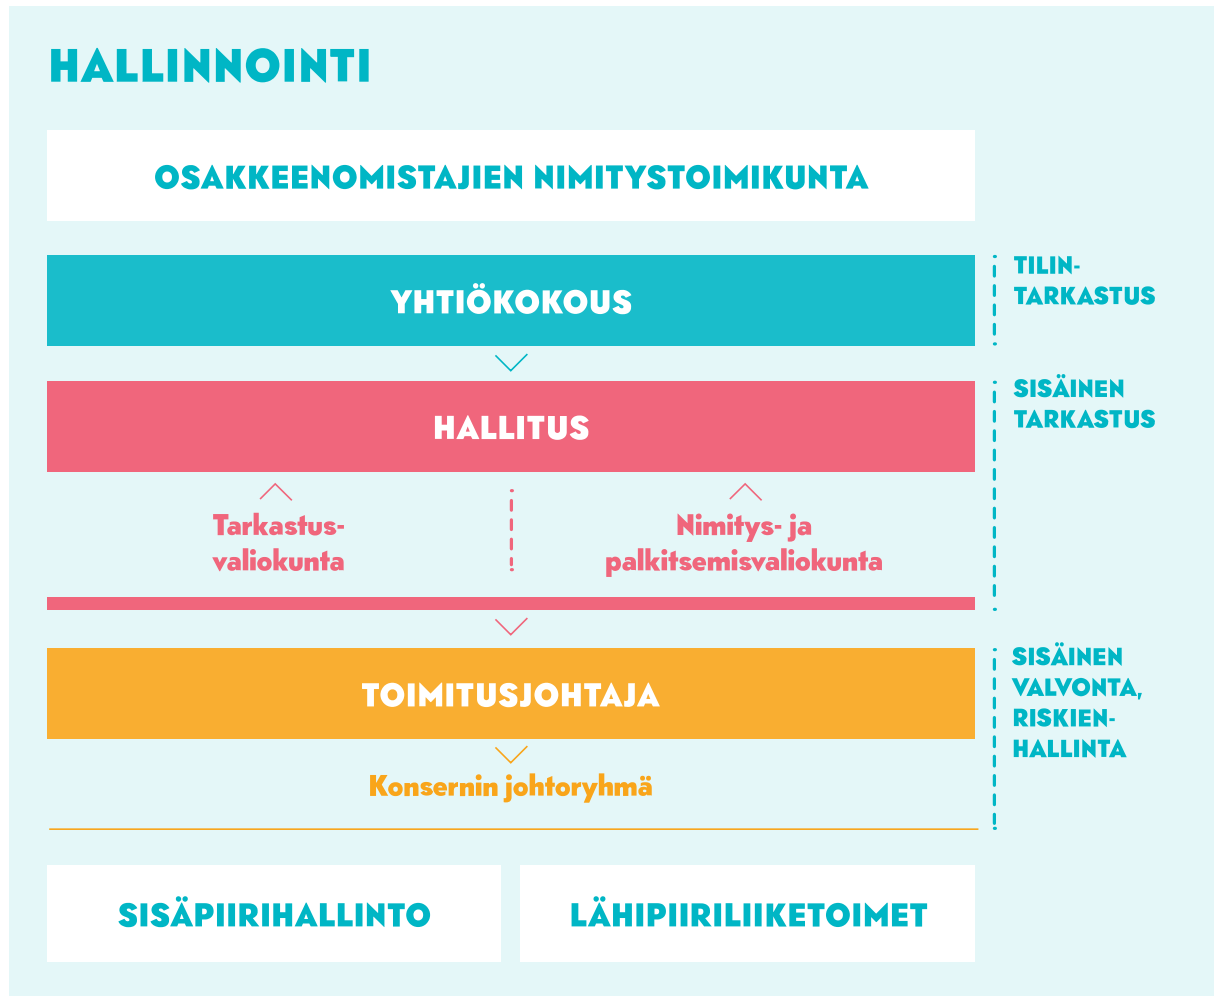 HALLINNOINTI
OSAKKEENOMISTAJIEN NIMITYSTOIMIKUNTA
YHTIÖKOKOUS
TILIN-
TARKASTUS
HALLITUS
SISÄINEN
TARKASTUS
Tarkastus-
valiokunta
Nimitys- ja
palkitsemisvaliokunta
TOIMITUSJOHTAJA
SISÄINEN
VALVONTA,
RISKIEN-
HALLINTA
Konsernin johtoryhmä
SISÄPIIRIHALLINTO
LÄHIPIIRILIIKETOIMET